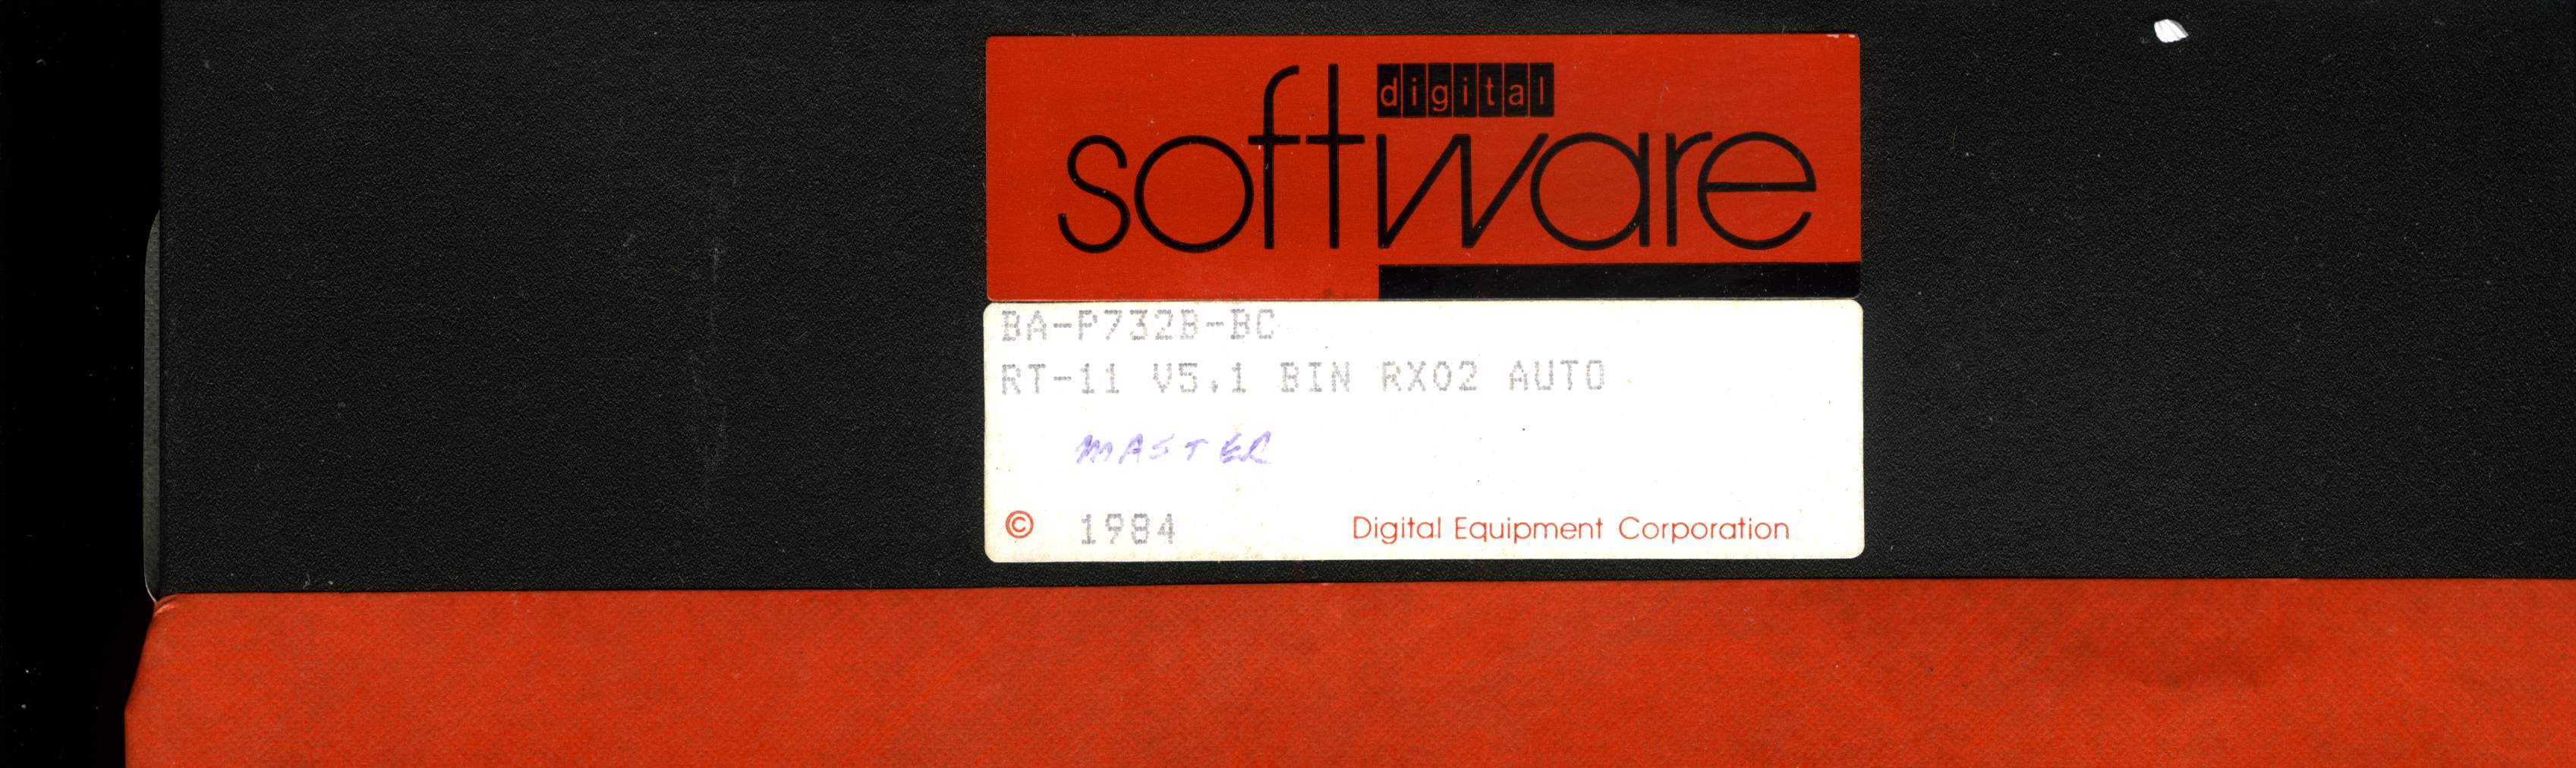 digital
software
BA-P732B-BC
RT-11 V5.1 BIN RX02 AUTO
MASTER
© 1984 Digital Equipment Corporation